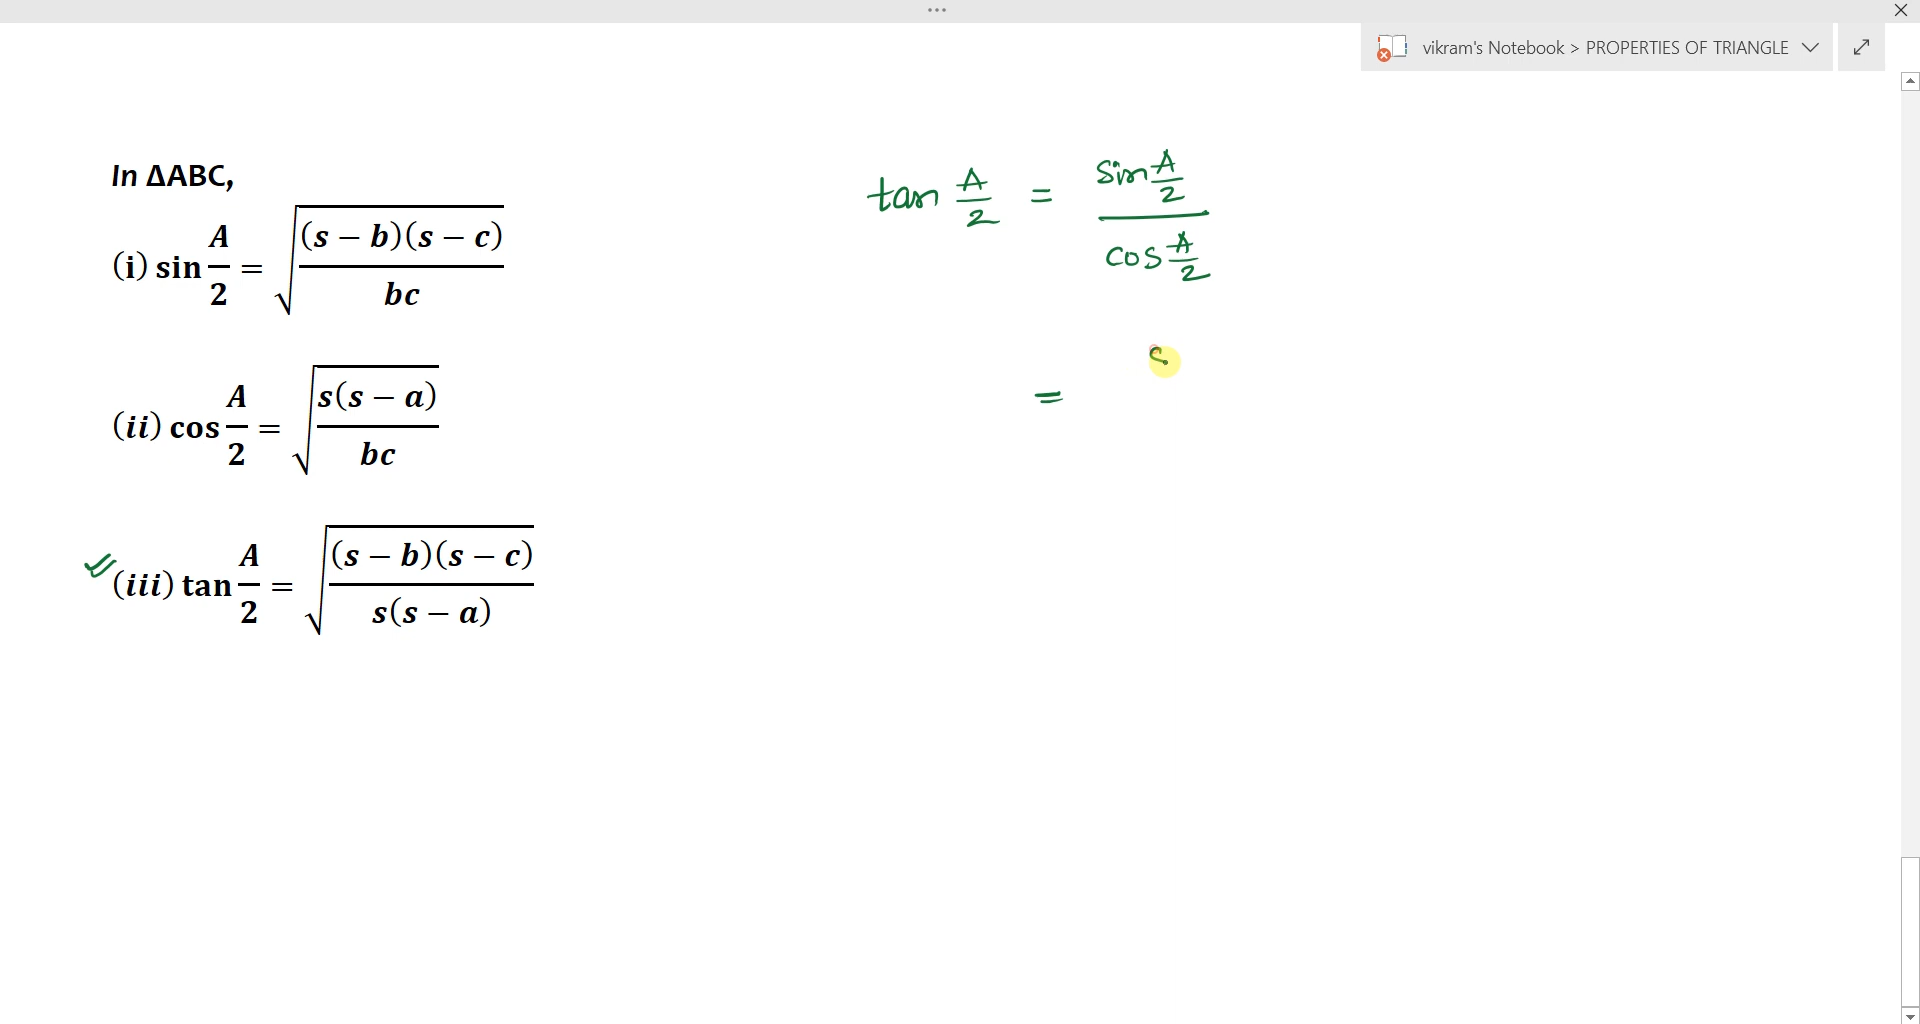 vikram's Notebook > PROPERTIES OF TRIANGLE
In ΔABC,
(i) sin A/2 = √((s − b)(s − c)/bc)
(ii) cos A/2 = √(s(s − a)/bc)
(iii) tan A/2 = √((s − b)(s − c)/s(s − a))
tan A/2 = sin A/2 / cos A/2
= s